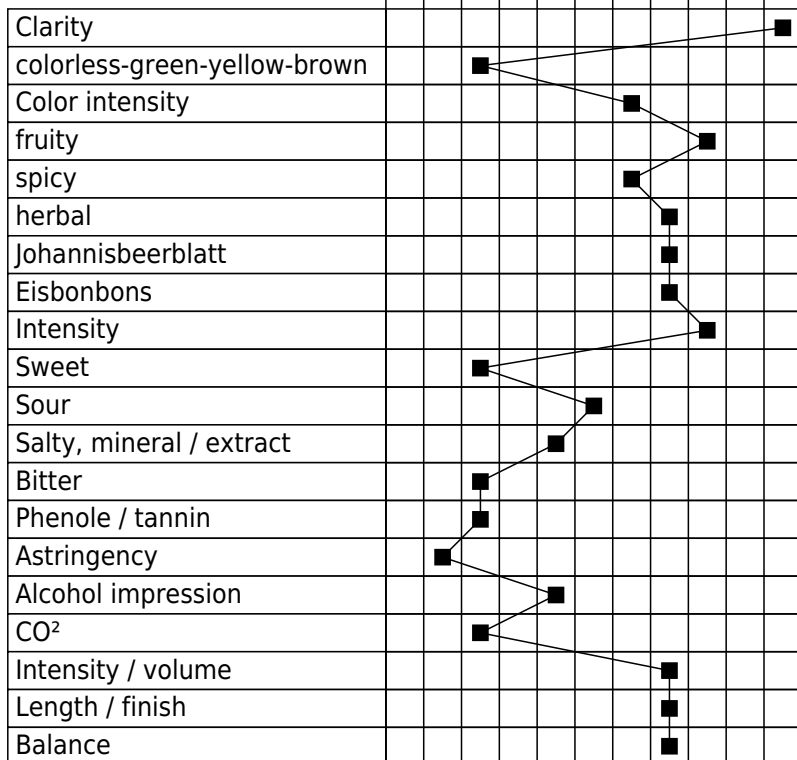 Clarity
colorless-green-yellow-brown
Color intensity
fruity
spicy
herbal
Johannisbeerblatt
Eisbonbons
Intensity
Sweet
Sour
Salty, mineral / extract
Bitter
Phenole / tannin
Astringency
Alcohol impression
CO²
Intensity / volume
Length / finish
Balance